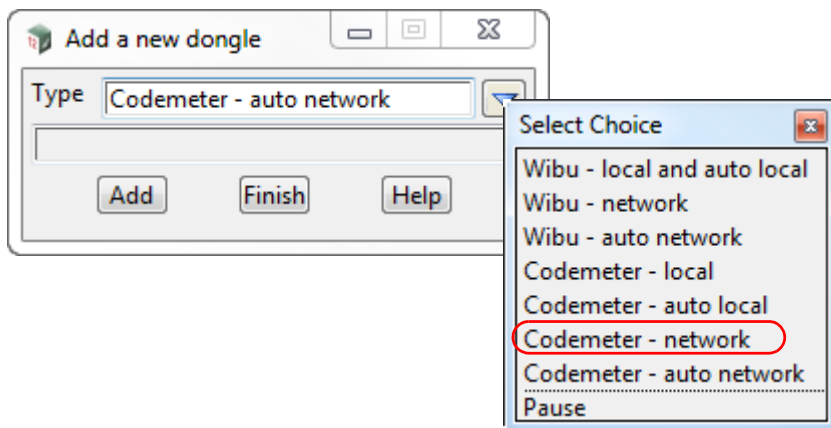 Add a new dongle
Type Codemeter - auto network
Add Finish Help
Select Choice
Wibu - local and auto local
Wibu - network
Wibu - auto network
Codemeter - local
Codemeter - auto local
Codemeter - network
Codemeter - auto network
Pause